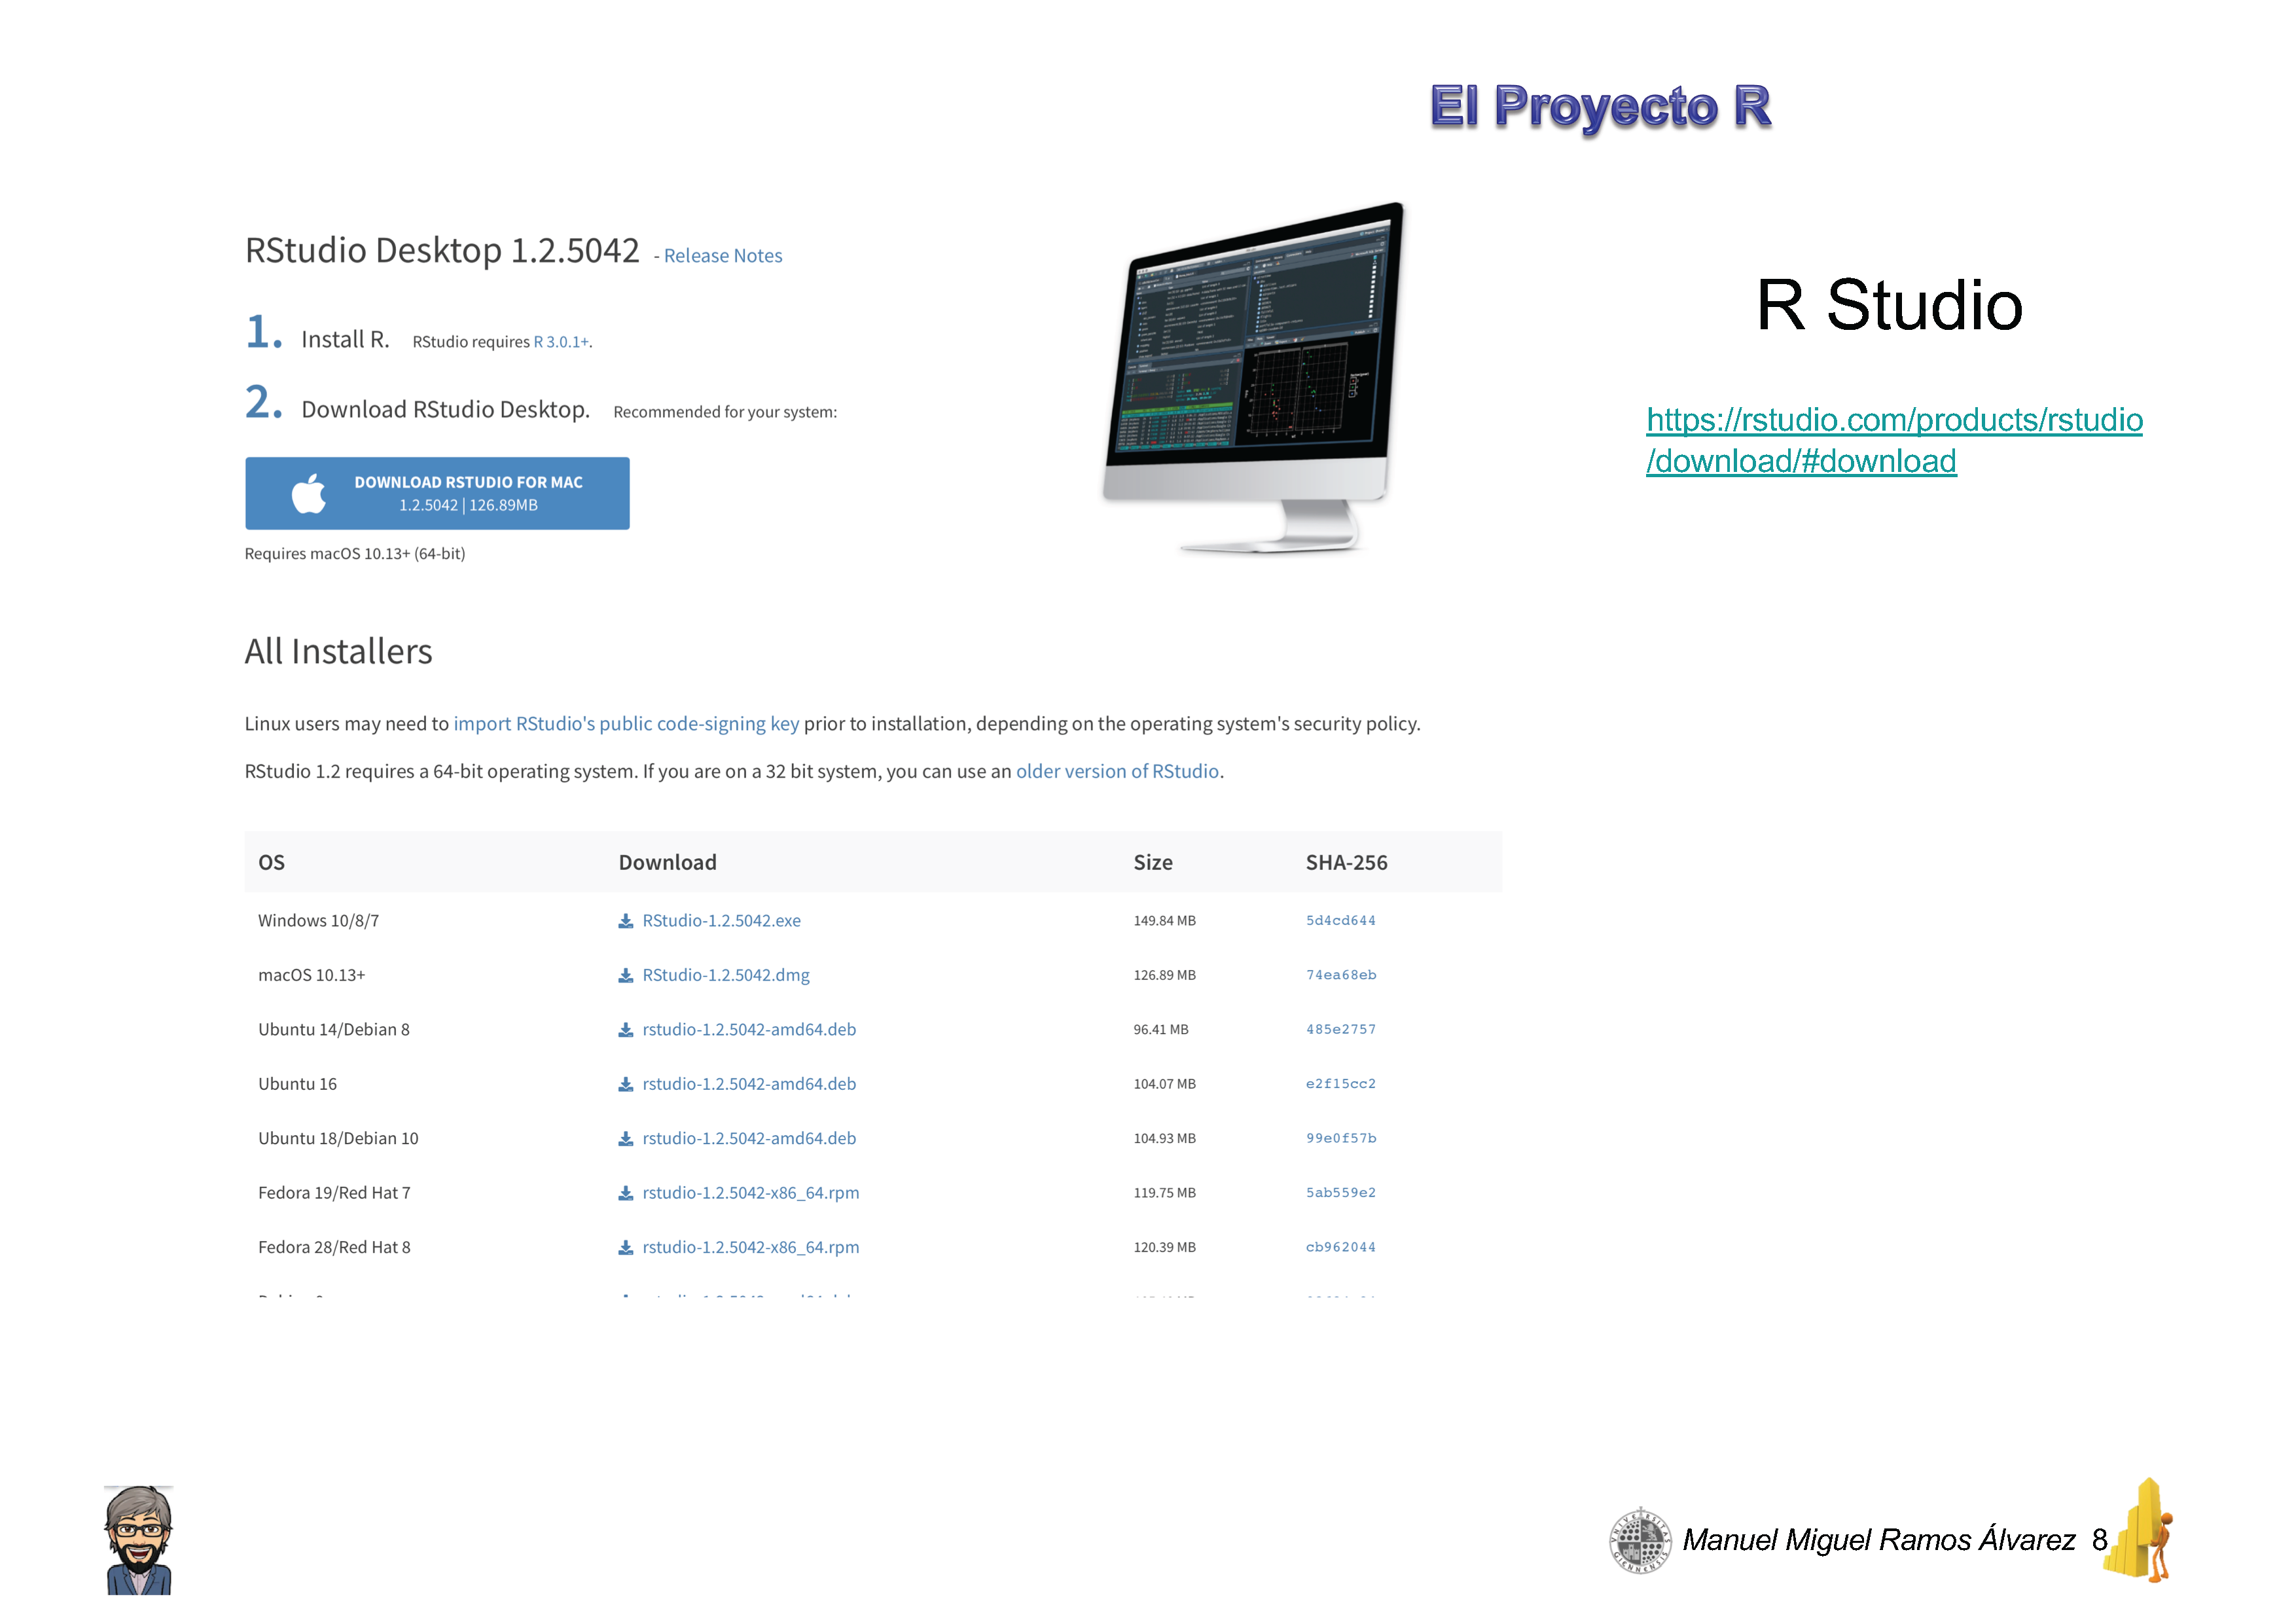 El Proyecto R
RStudio Desktop 1.2.5042 - Release Notes
1. Install R. RStudio requires R 3.0.1+.
2. Download RStudio Desktop. Recommended for your system:
DOWNLOAD RSTUDIO FOR MAC
1.2.5042 | 126.89MB
Requires macOS 10.13+ (64-bit)
R Studio
https://rstudio.com/products/rstudio
/download/#download
All Installers
Linux users may need to import RStudio's public code-signing key prior to installation, depending on the operating system's security policy.
RStudio 1.2 requires a 64-bit operating system. If you are on a 32 bit system, you can use an older version of RStudio.
OS Download Size SHA-256
Windows 10/8/7 RStudio-1.2.5042.exe 149.84 MB 5d4cd644
macOS 10.13+ RStudio-1.2.5042.dmg 126.89 MB 74ea68eb
Ubuntu 14/Debian 8 rstudio-1.2.5042-amd64.deb 96.41 MB 485e2757
Ubuntu 16 rstudio-1.2.5042-amd64.deb 104.07 MB e2f15cc2
Ubuntu 18/Debian 10 rstudio-1.2.5042-amd64.deb 104.93 MB 99e0f57b
Fedora 19/Red Hat 7 rstudio-1.2.5042-x86_64.rpm 119.75 MB 5ab559e2
Fedora 28/Red Hat 8 rstudio-1.2.5042-x86_64.rpm 120.39 MB cb962044
Manuel Miguel Ramos Álvarez 8